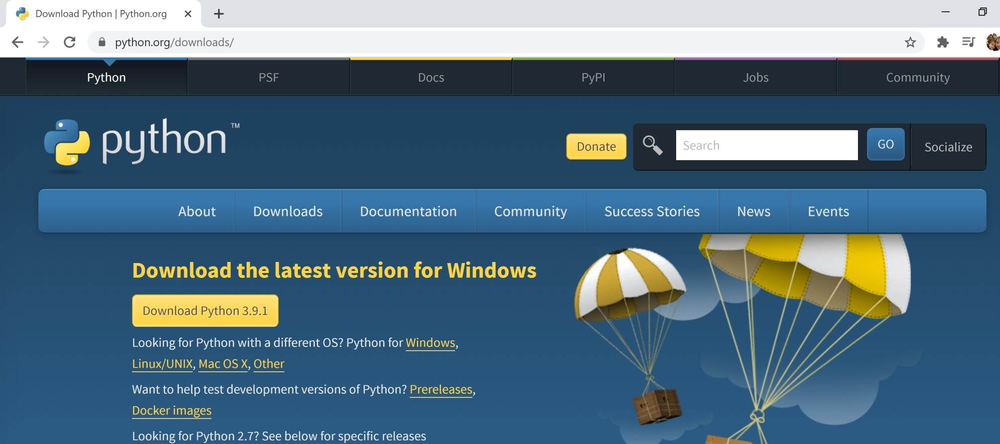 Download Python | Python.org
python.org/downloads/
Python PSF Docs PyPI Jobs Community
python TM
Donate Search GO Socialize
About Downloads Documentation Community Success Stories News Events
Download the latest version for Windows
Download Python 3.9.1
Looking for Python with a different OS? Python for Windows,
Linux/UNIX, Mac OS X, Other
Want to help test development versions of Python? Prereleases,
Docker images
Looking for Python 2.7? See below for specific releases